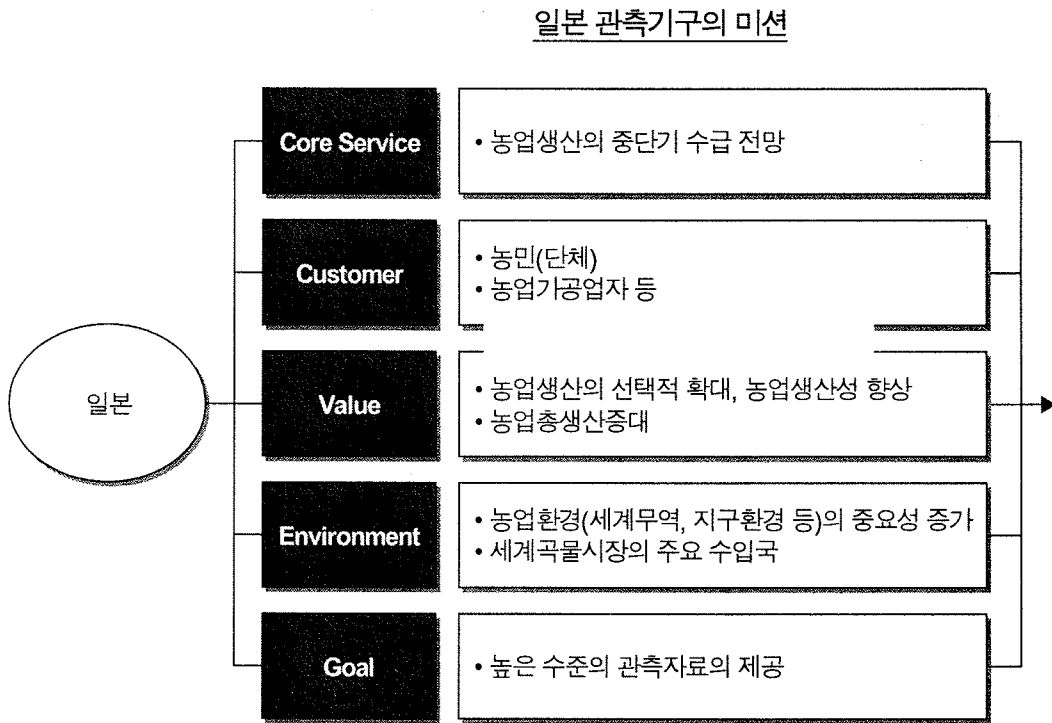 일본 관측기구의 미션
Core Service
• 농업생산의 중단기 수급 전망
Customer
• 농민(단체)
• 농업가공업자 등
일본
Value
• 농업생산의 선택적 확대, 농업생산성 향상
• 농업총생산증대
Environment
• 농업환경(세계무역, 지구환경 등)의 중요성 증가
• 세계곡물시장의 주요 수입국
Goal
• 높은 수준의 관측자료의 제공